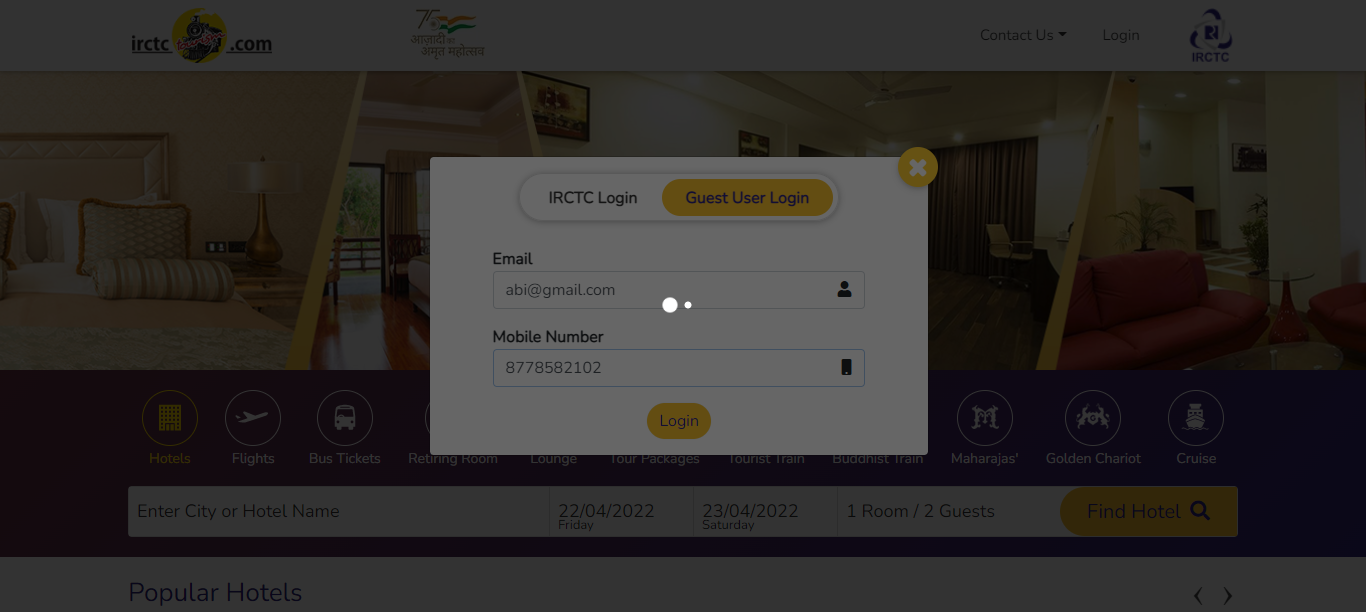 irctc tourism .com
75
आज़ादी का
अमृत महोत्सव
Contact Us
Login
IRCTC
IRCTC Login
Guest User Login
Email
abi@gmail.com
Mobile Number
8778582102
Login
Hotels
Flights
Bus Tickets
Retiring Room
Lounge
Tour Packages
Tourist Train
Buddhist Train
Maharajas'
Golden Chariot
Cruise
Enter City or Hotel Name
22/04/2022
Friday
23/04/2022
Saturday
1 Room / 2 Guests
Find Hotel
Popular Hotels